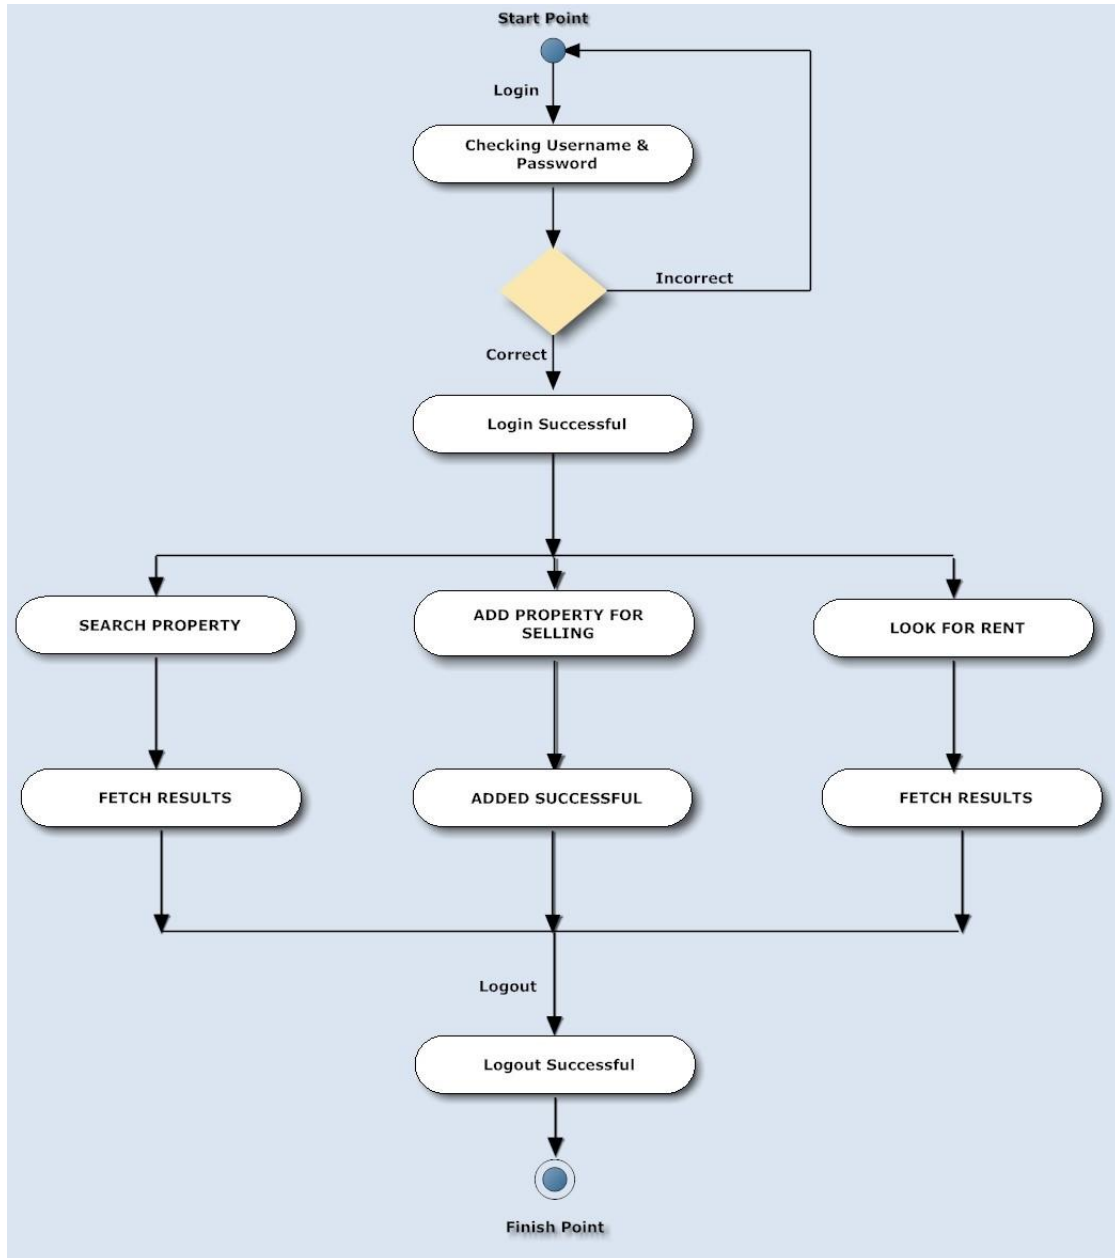 Start Point
Login
Checking Username &
Password
Incorrect
Correct
Login Successful
SEARCH PROPERTY
ADD PROPERTY FOR
SELLING
LOOK FOR RENT
FETCH RESULTS
ADDED SUCCESSFUL
FETCH RESULTS
Logout
Logout Successful
Finish Point